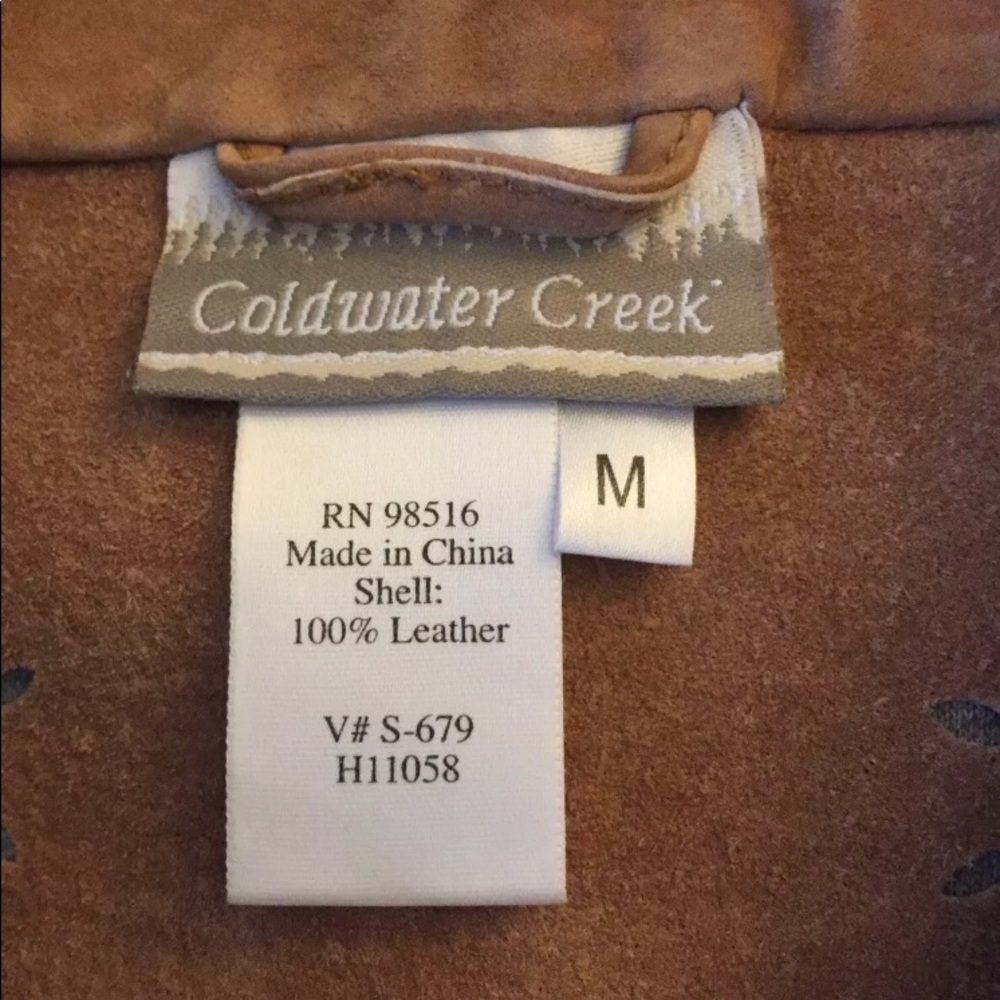 Coldwater Creek
M
RN 98516
Made in China
Shell:
100% Leather
V# S-679
H11058